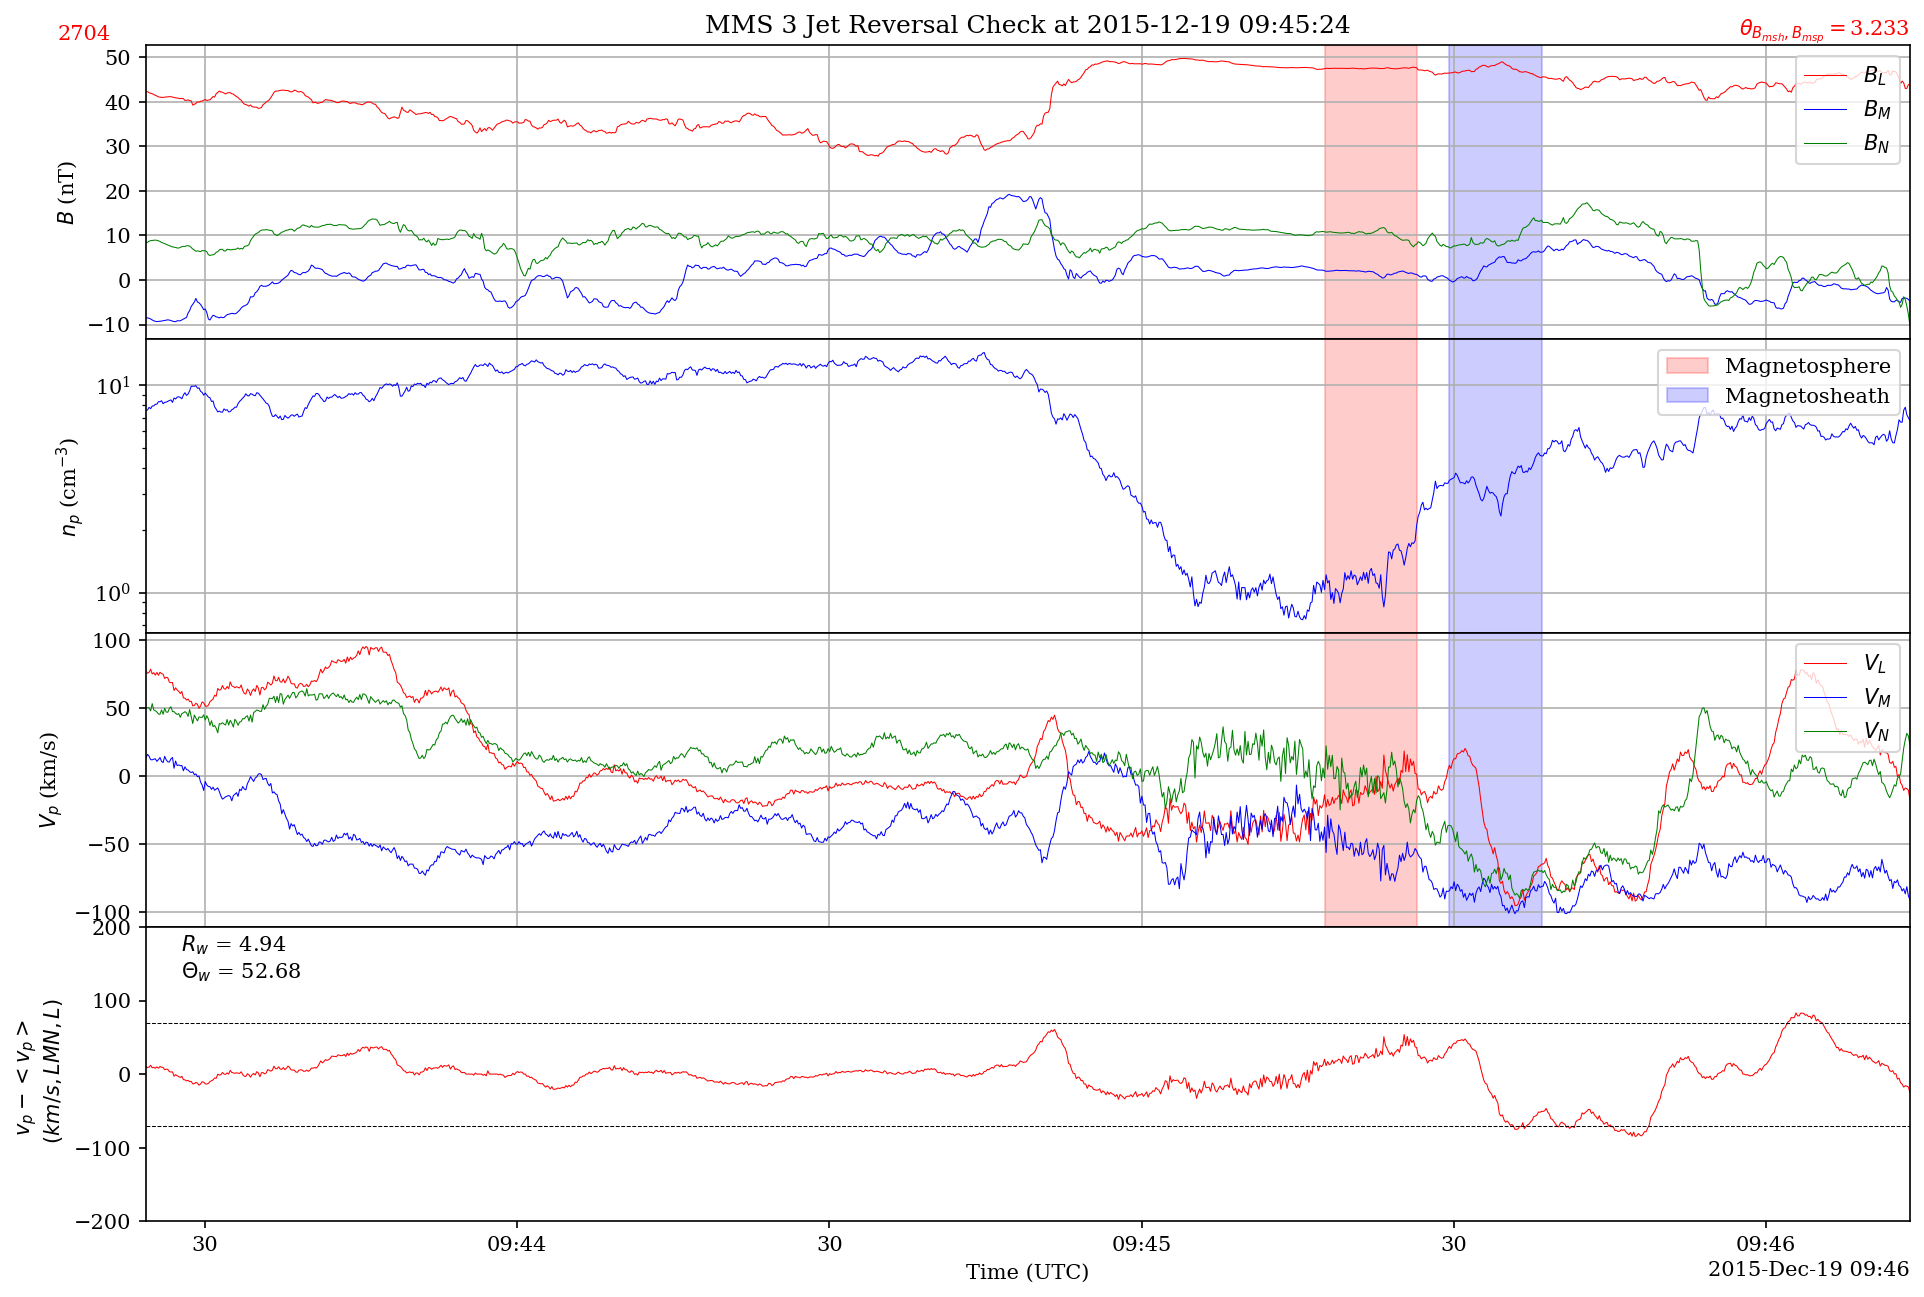 MMS 3 Jet Reversal Check at 2015-12-19 09:45:24
2704
θ_{B_{msh}, B_{msp}} = 3.233
50
40
30
20
10
0
−10
B (nT)
B_L
B_M
B_N
10^1
10^0
n_p (cm^{−3})
Magnetosphere
Magnetosheath
100
50
0
−50
−100
V_p (km/s)
V_L
V_M
V_N
200
100
0
−100
−200
v_p − < v_p >
(km/s, LMN, L)
R_w = 4.94
Θ_w = 52.68
30
09:44
30
09:45
30
09:46
Time (UTC)
2015-Dec-19 09:46